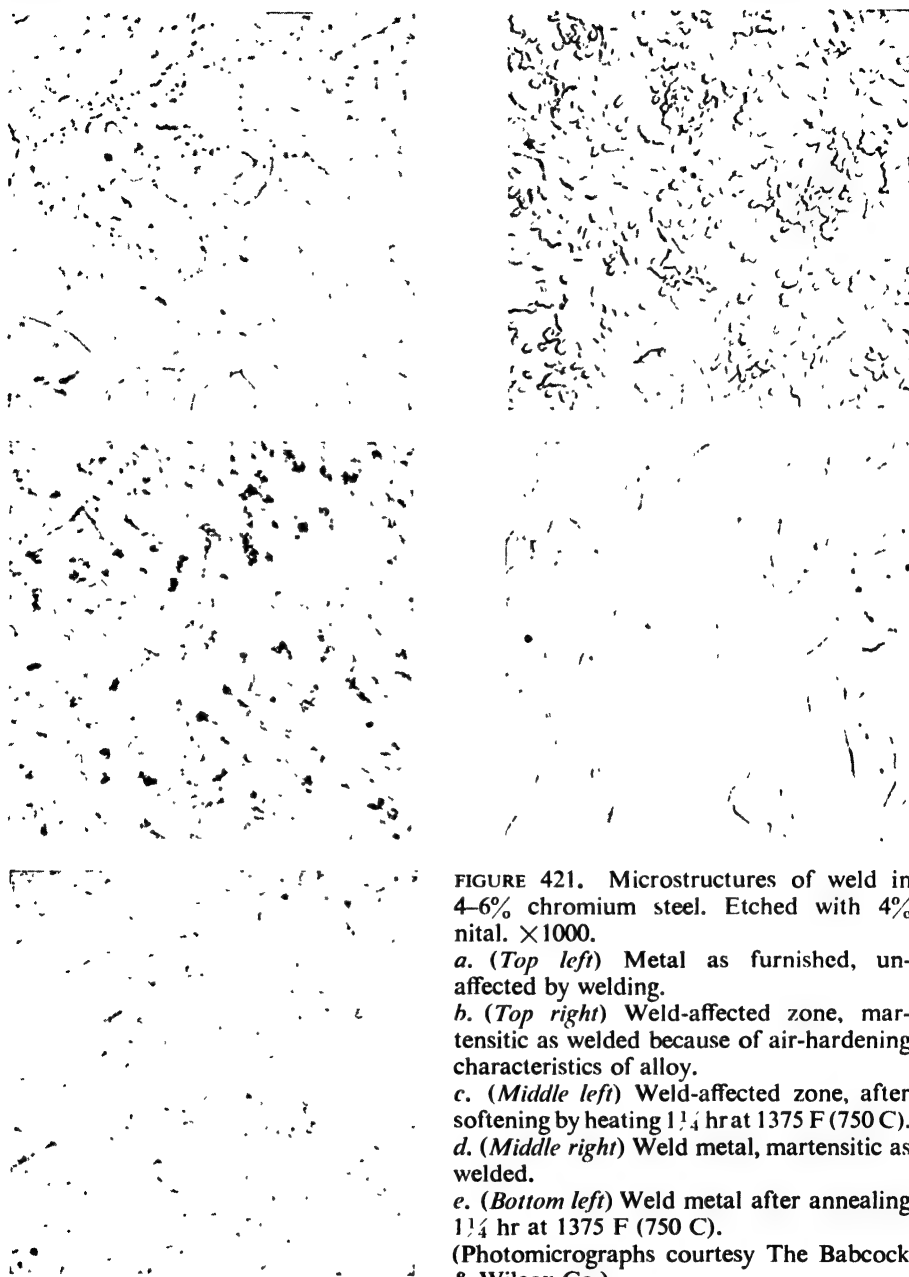 FIGURE 421. Microstructures of weld in
4–6% chromium steel. Etched with 4%
nital. ×1000.
a. (Top left) Metal as furnished, un-
affected by welding.
b. (Top right) Weld-affected zone, mar-
tensitic as welded because of air-hardening
characteristics of alloy.
c. (Middle left) Weld-affected zone, after
softening by heating 1¼ hr at 1375 F (750 C).
d. (Middle right) Weld metal, martensitic as
welded.
e. (Bottom left) Weld metal after annealing
1¼ hr at 1375 F (750 C).
(Photomicrographs courtesy The Babcock
& Wilcox Co.)